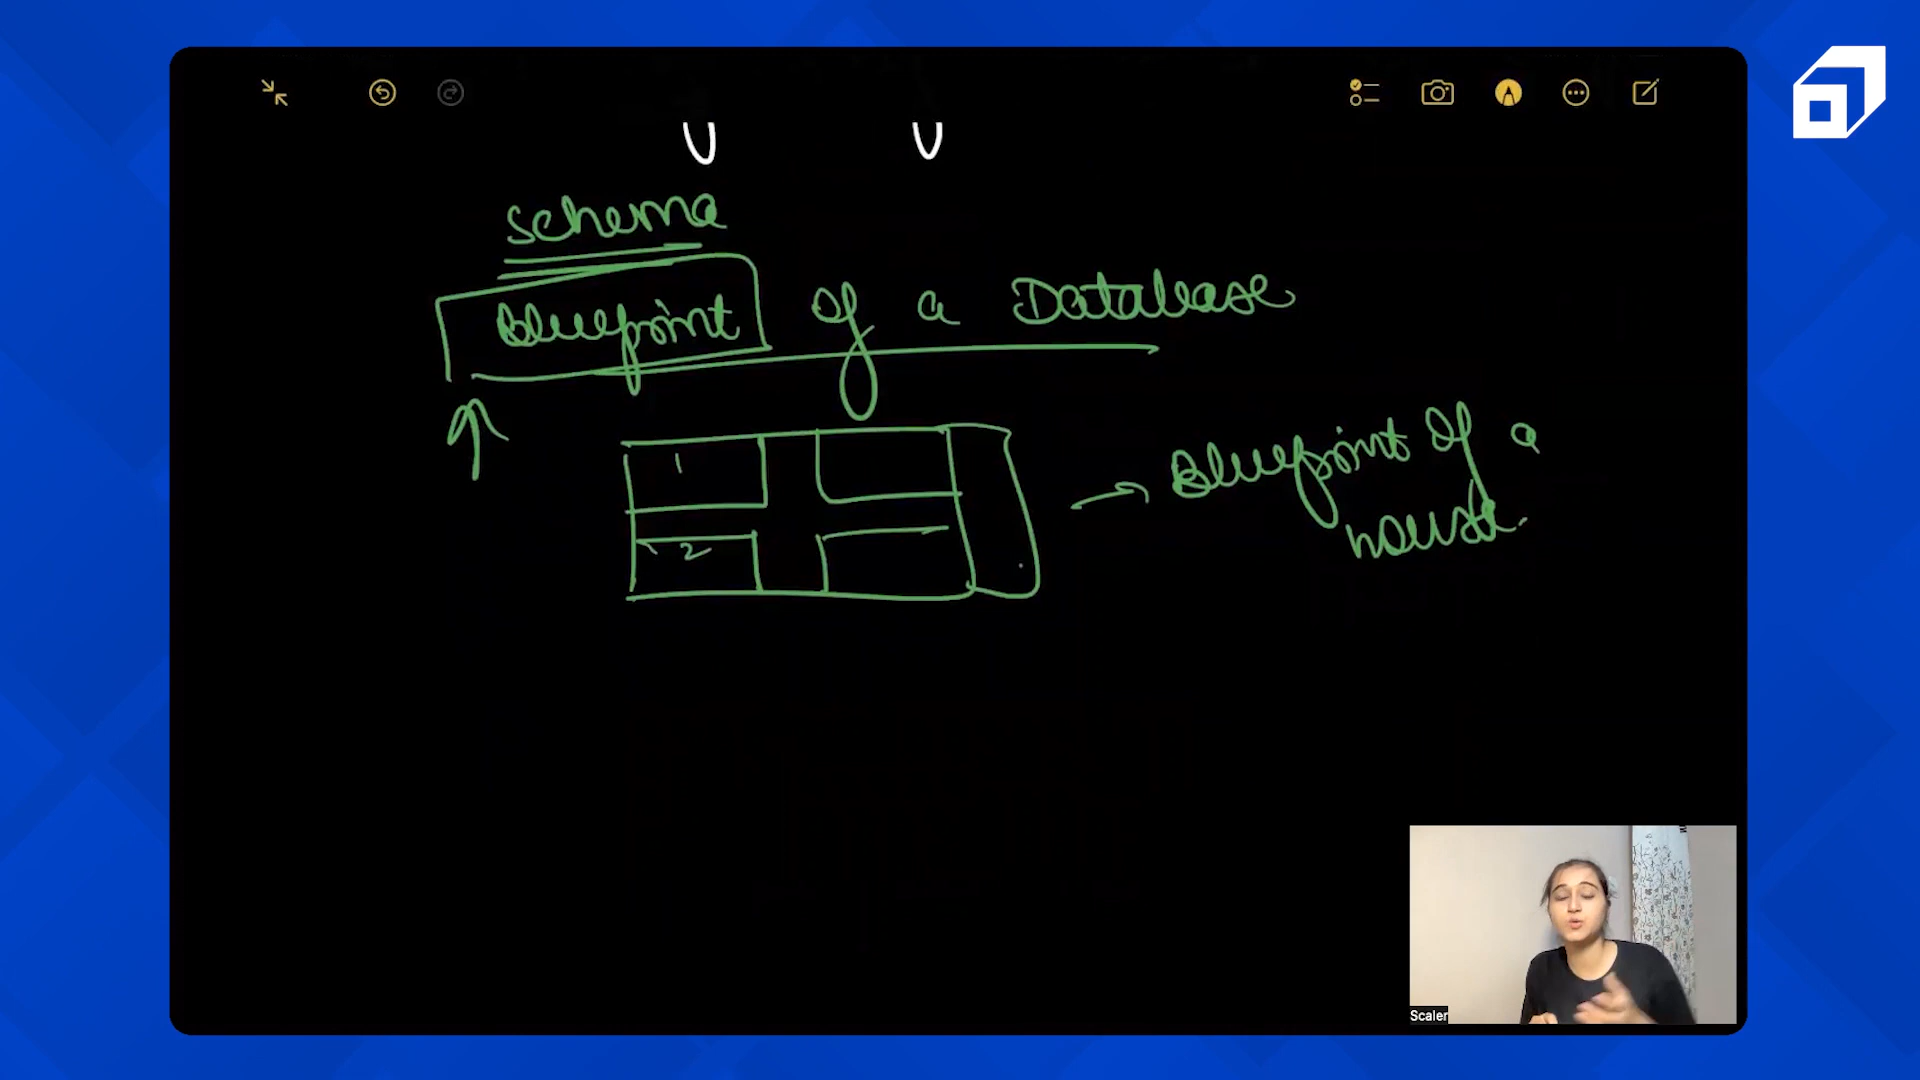 schema
Blueprint Of a Database
1
Blueprint Of a
house.
2
Scaler